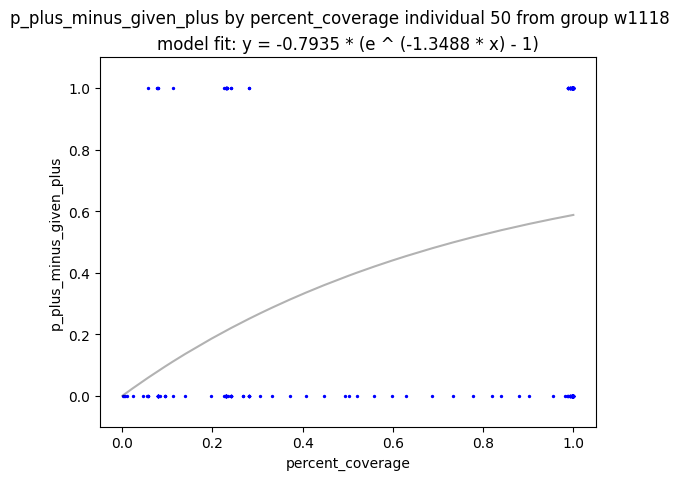 p_plus_minus_given_plus by percent_coverage individual 50 from group w1118
model fit: y = -0.7935 * (e ^ (-1.3488 * x) - 1)
1.0
0.8
0.6
0.4
0.2
0.0
p_plus_minus_given_plus
0.0 0.2 0.4 0.6 0.8 1.0
percent_coverage